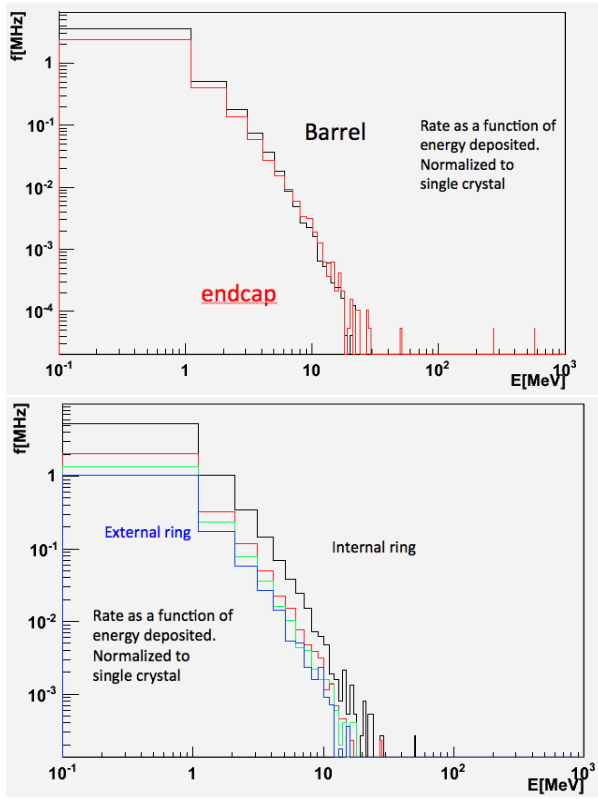 f[MHz]
1
10-1
10-2
10-3
10-4
Barrel
endcap
Rate as a function of
energy deposited.
Normalized to
single crystal
10-1
1
10
102
103
E[MeV]
f[MHz]
1
10-1
10-2
10-3
External ring
Internal ring
Rate as a function of
energy deposited.
Normalized to
single crystal
10-1
1
10
102
103
E[MeV]